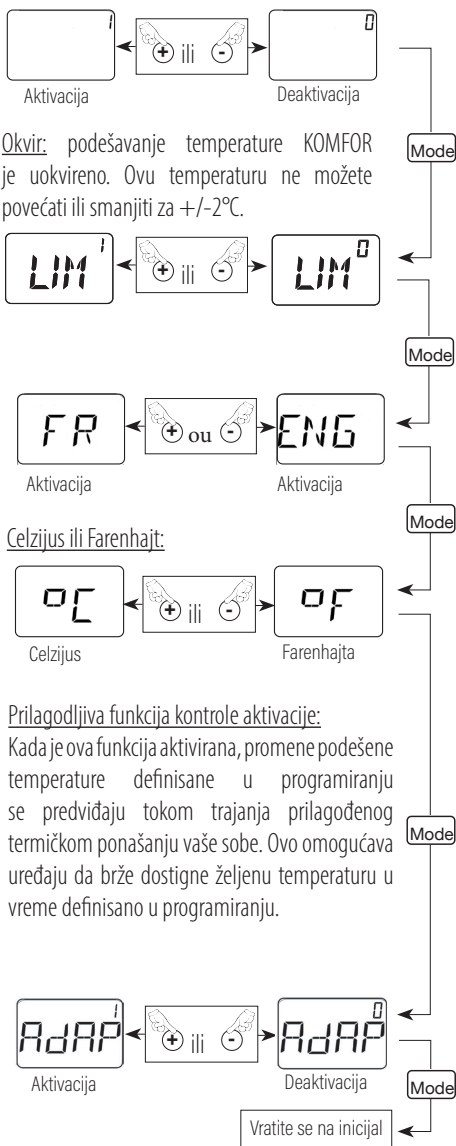 1 + ili - 0
Aktivacija Deaktivacija
Mode
Okvir: podešavanje temperature KOMFOR
je uokvireno. Ovu temperaturu ne možete
povećati ili smanjiti za +/-2°C.
LIM 1 + ili - LIM 0
Mode
FR + ou - ENG
Aktivacija Aktivacija
Mode
Celzijus ili Farenhajt:
°C + ili - °F
Celzijus Farenhajta
Prilagodljiva funkcija kontrole aktivacije:
Kada je ova funkcija aktivirana, promene podešene
temperature definisane u programiranju
se predviđaju tokom trajanja prilagođenog
termičkom ponašanju vaše sobe. Ovo omogućava
uređaju da brže dostigne željenu temperaturu u
vreme definisano u programiranju.
Mode
AdAP 1 + ili - AdAP 0
Aktivacija Deaktivacija
Mode
Vratite se na inicijal